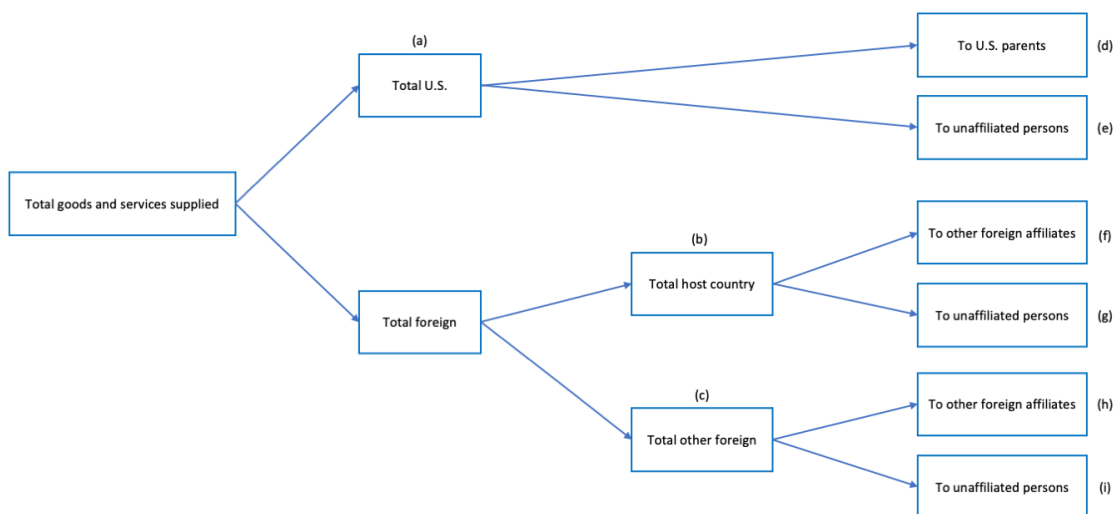 (a)
To U.S. parents (d)
Total U.S.
To unaffiliated persons (e)
Total goods and services supplied
(b)
To other foreign affiliates (f)
Total host country
To unaffiliated persons (g)
Total foreign
(c)
To other foreign affiliates (h)
Total other foreign
To unaffiliated persons (i)